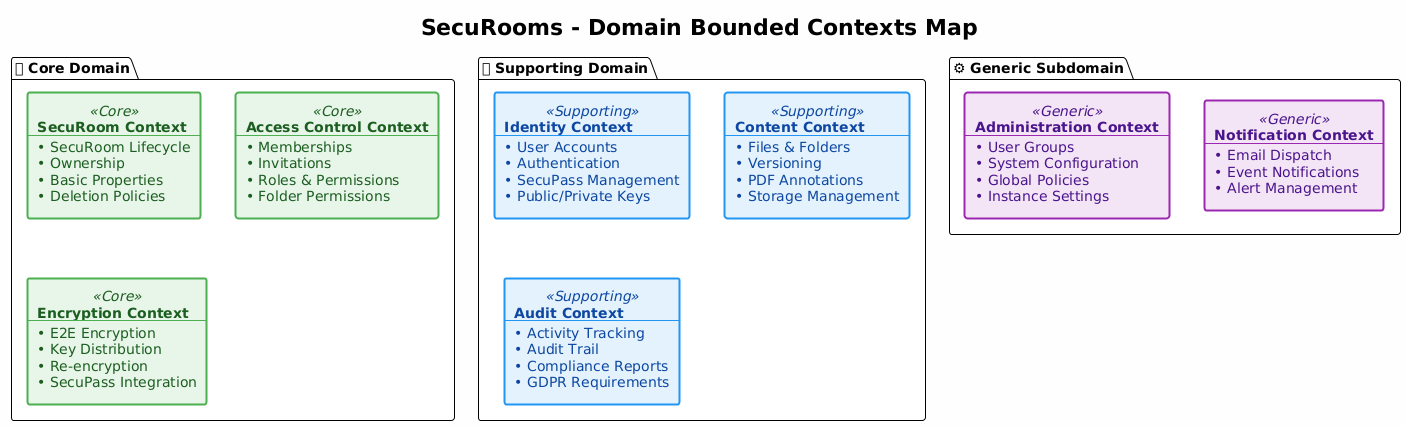 SecuRooms - Domain Bounded Contexts Map
Core Domain
«Core»
SecuRoom Context
• SecuRoom Lifecycle
• Ownership
• Basic Properties
• Deletion Policies
«Core»
Access Control Context
• Memberships
• Invitations
• Roles & Permissions
• Folder Permissions
«Core»
Encryption Context
• E2E Encryption
• Key Distribution
• Re-encryption
• SecuPass Integration
Supporting Domain
«Supporting»
Identity Context
• User Accounts
• Authentication
• SecuPass Management
• Public/Private Keys
«Supporting»
Content Context
• Files & Folders
• Versioning
• PDF Annotations
• Storage Management
«Supporting»
Audit Context
• Activity Tracking
• Audit Trail
• Compliance Reports
• GDPR Requirements
⚙ Generic Subdomain
«Generic»
Administration Context
• User Groups
• System Configuration
• Global Policies
• Instance Settings
«Generic»
Notification Context
• Email Dispatch
• Event Notifications
• Alert Management